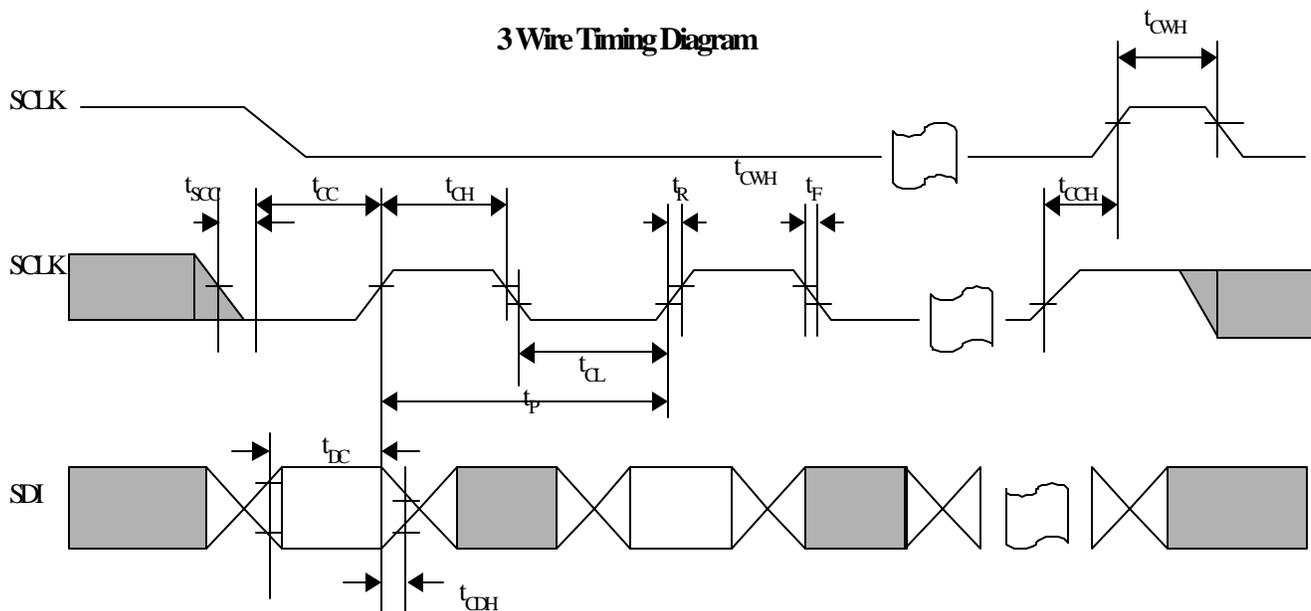 3 Wire Timing Diagram
tCWH
SCLK
tCWH
tSCC
tCC
tCH
tR
tF
tCCH
SCLK
tCL
tP
tDC
SDI
tCDH